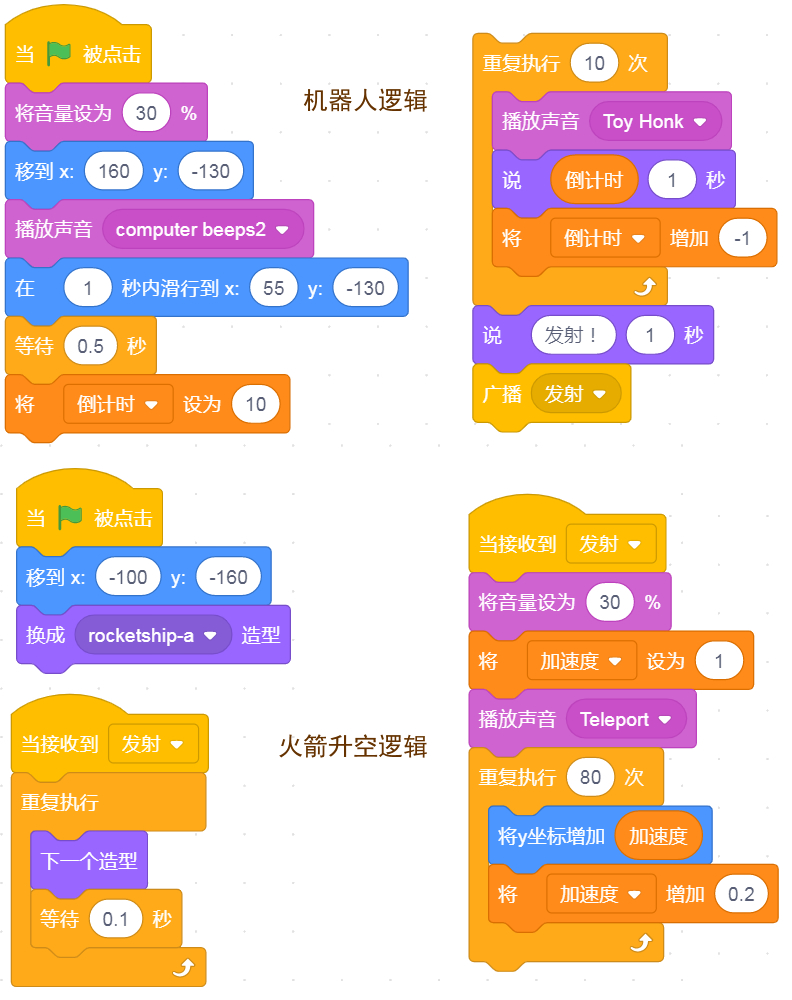 当 被点击
将音量设为 30 %
移到 x: 160 y: -130
播放声音 computer beeps2
在 1 秒内滑行到 x: 55 y: -130
等待 0.5 秒
将 倒计时 设为 10
机器人逻辑
重复执行 10 次
播放声音 Toy Honk
说 倒计时 1 秒
将 倒计时 增加 -1
说 发射！ 1 秒
广播 发射
当 被点击
移到 x: -100 y: -160
换成 rocketship-a 造型
当接收到 发射
重复执行
下一个造型
等待 0.1 秒
火箭升空逻辑
当接收到 发射
将音量设为 30 %
将 加速度 设为 1
播放声音 Teleport
重复执行 80 次
将y坐标增加 加速度
将 加速度 增加 0.2